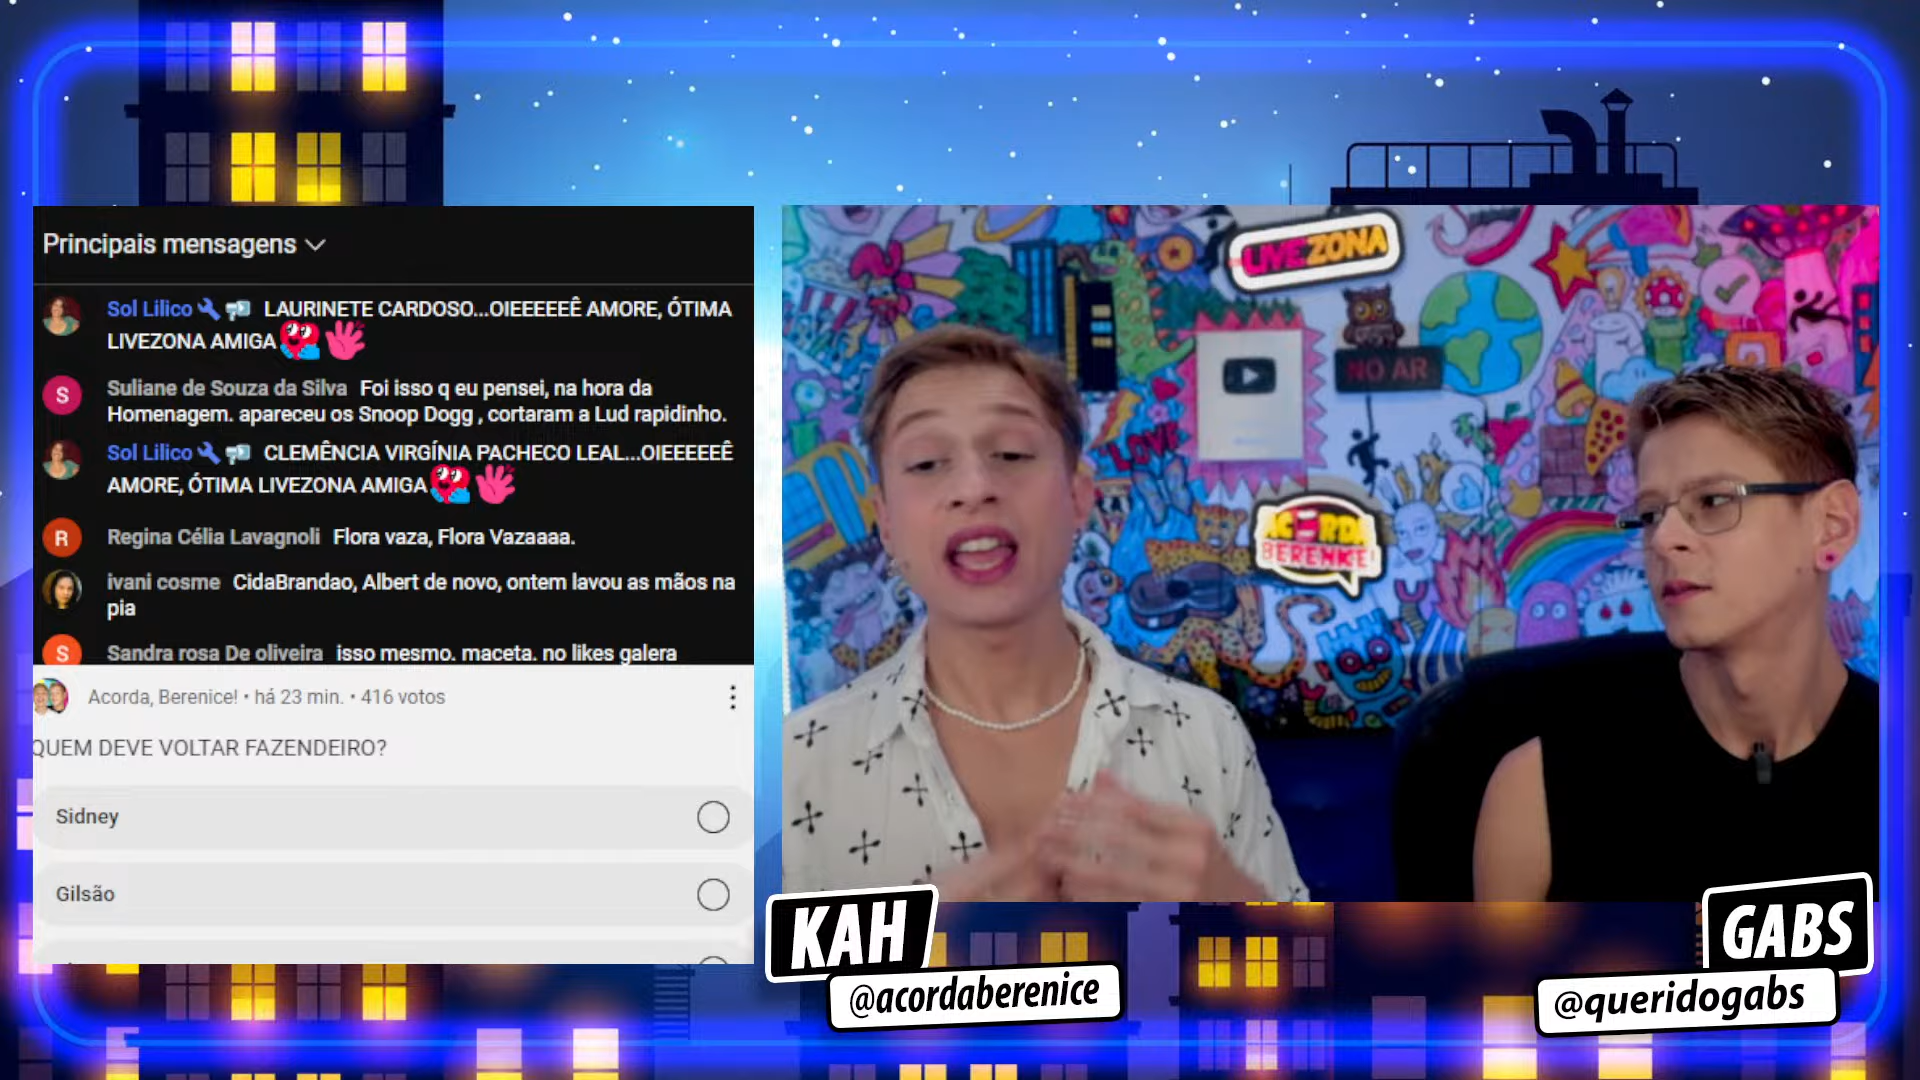 Principais mensagens
Sol Lilico LAURINETE CARDOSO...OIEEEEEÊ AMORE, ÓTIMA
LIVEZONA AMIGA
S Suliane de Souza da Silva Foi isso q eu pensei, na hora da
Homenagem. apareceu os Snoop Dogg , cortaram a Lud rapidinho.
Sol Lilico CLEMÊNCIA VIRGÍNIA PACHECO LEAL...OIEEEEEÊ
AMORE, ÓTIMA LIVEZONA AMIGA
R Regina Célia Lavagnoli Flora vaza, Flora Vazaaaa.
ivani cosme CidaBrandao, Albert de novo, ontem lavou as mãos na
pia
S Sandra rosa De oliveira isso mesmo. maceta. no likes galera
Acorda, Berenice! • há 23 min. • 416 votos
QUEM DEVE VOLTAR FAZENDEIRO?
Sidney
Gilsão
LIVEZONA
NO AR
LOVE
ACORDA
BERENICE!
KAH
@acordaberenice
GABS
@queridogabs